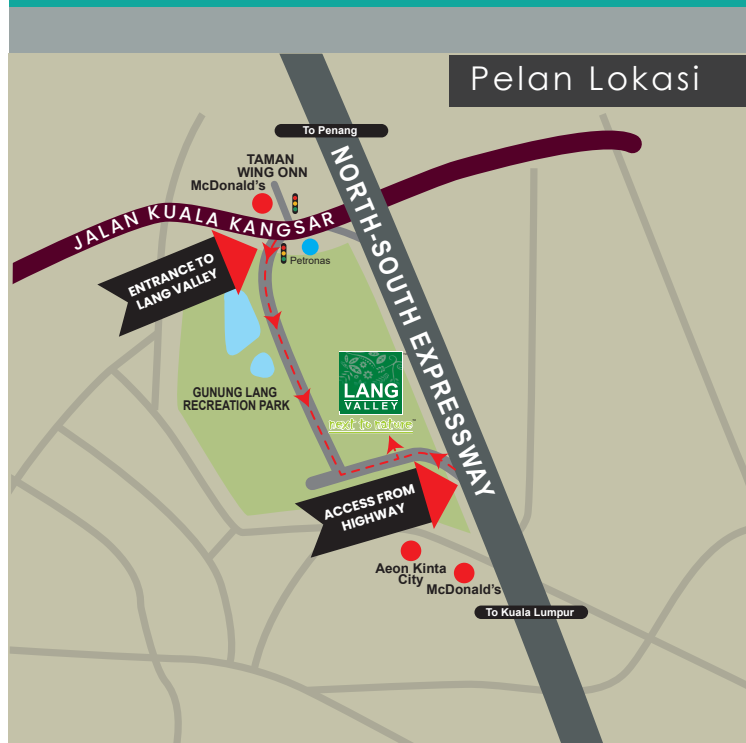 Pelan Lokasi
To Penang
TAMAN
WING ONN
McDonald's
JALAN KUALA KANGSAR
NORTH-SOUTH EXPRESSWAY
Petronas
ENTRANCE TO
LANG VALLEY
GUNUNG LANG
RECREATION PARK
LANG
VALLEY
next to nature
ACCESS FROM
HIGHWAY
Aeon Kinta
City
McDonald's
To Kuala Lumpur